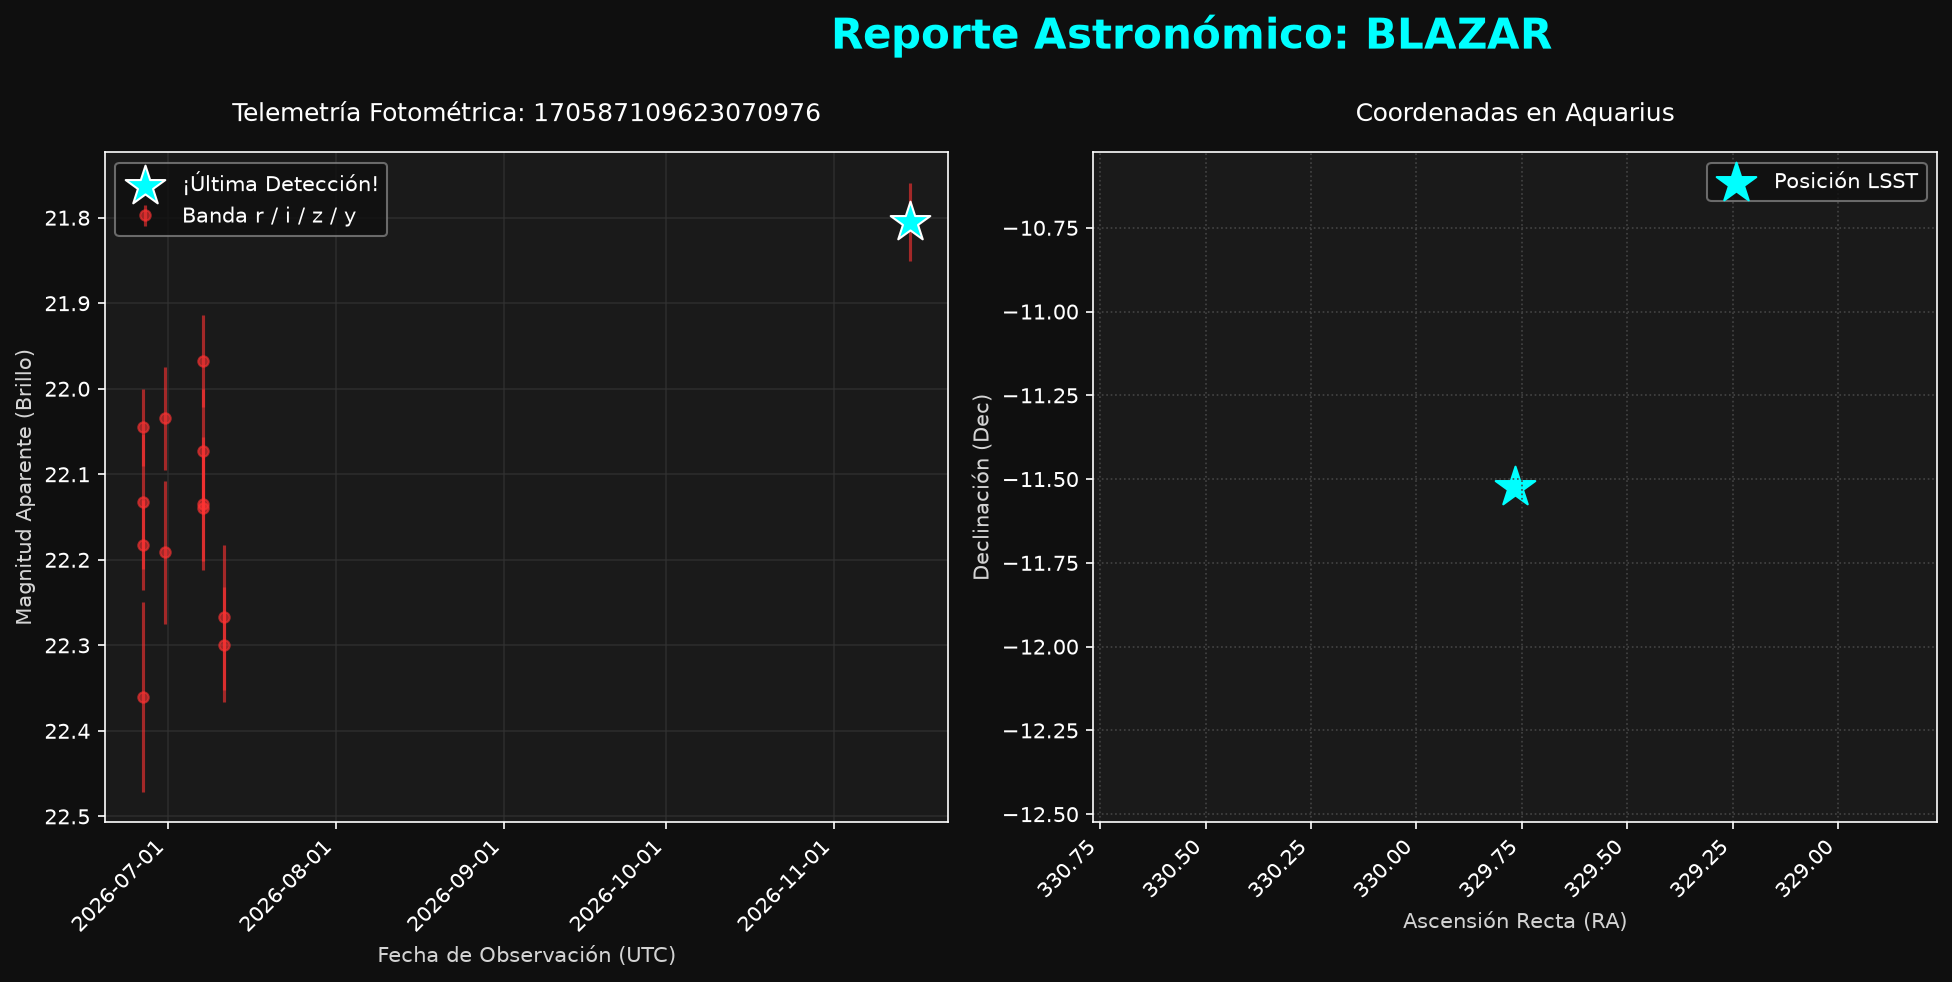 Reporte Astronómico: BLAZAR
Telemetría Fotométrica: 170587109623070976
¡Última Detección!
Banda r / i / z / y
Magnitud Aparente (Brillo)
21.8
21.9
22.0
22.1
22.2
22.3
22.4
22.5
2026-07-01
2026-08-01
2026-09-01
2026-10-01
2026-11-01
Fecha de Observación (UTC)
Coordenadas en Aquarius
Posición LSST
Declinación (Dec)
−10.75
−11.00
−11.25
−11.50
−11.75
−12.00
−12.25
−12.50
330.75
330.50
330.25
330.00
329.75
329.50
329.25
329.00
Ascensión Recta (RA)